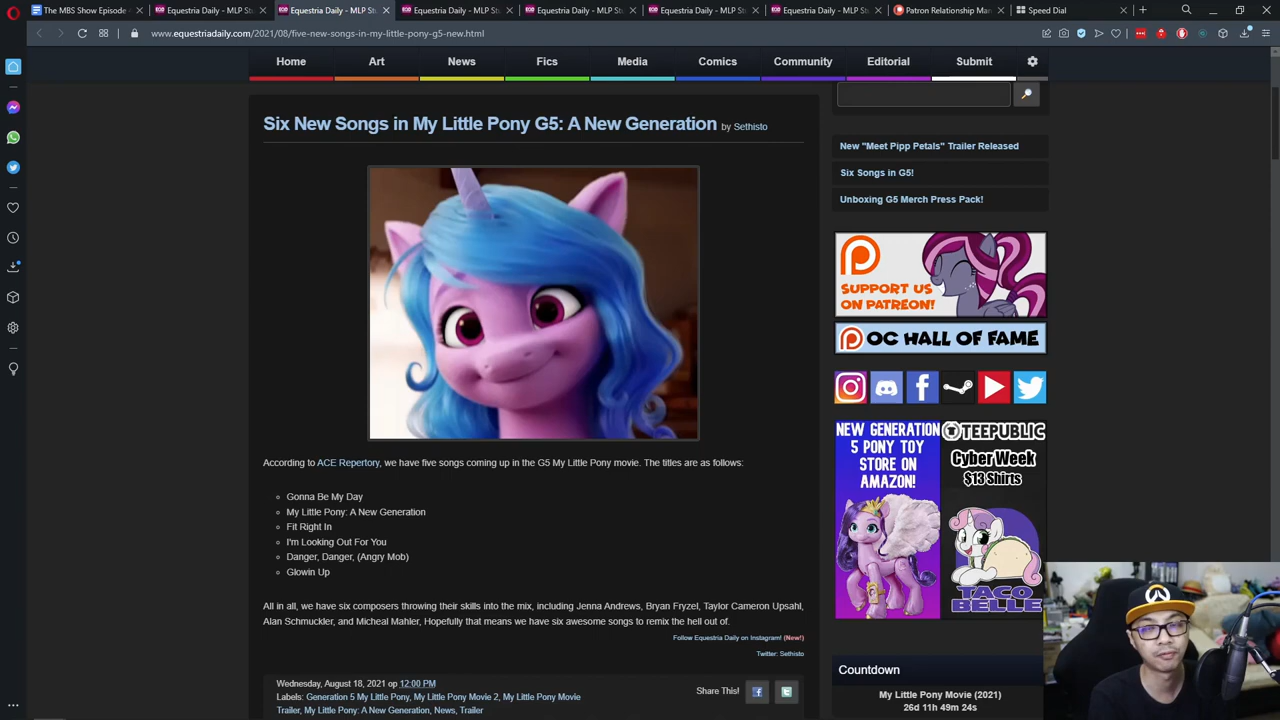 The MBS Show Episode
Equestria Daily - MLP St
Equestria Daily - MLP St
Equestria Daily - MLP St
Equestria Daily - MLP St
Equestria Daily - MLP St
Equestria Daily - MLP St
Patron Relationship Man
Speed Dial
www.equestriadaily.com/2021/08/five-new-songs-in-my-little-pony-g5-new.html
Home
Art
News
Fics
Media
Comics
Community
Editorial
Submit
Six New Songs in My Little Pony G5: A New Generation by Sethisto
According to ACE Repertory, we have five songs coming up in the G5 My Little Pony movie. The titles are as follows:
Gonna Be My Day
My Little Pony: A New Generation
Fit Right In
I'm Looking Out For You
Danger, Danger, (Angry Mob)
Glowin Up
All in all, we have six composers throwing their skills into the mix, including Jenna Andrews, Bryan Fryzel, Taylor Cameron Upsahl,
Alan Schmuckler, and Micheal Mahler, Hopefully that means we have six awesome songs to remix the hell out of.
Follow Equestria Daily on Instagram! (New!)
Twitter: Sethisto
Wednesday, August 18, 2021 at 12:00 PM
Labels: Generation 5 My Little Pony, My Little Pony Movie 2, My Little Pony Movie
Trailer, My Little Pony: A New Generation, News, Trailer
Share This!
New "Meet Pipp Petals" Trailer Released
Six Songs in G5!
Unboxing G5 Merch Press Pack!
SUPPORT US
ON PATREON!
OC HALL OF FAME
NEW GENERATION
5 PONY TOY
STORE ON
AMAZON!
TEEPUBLIC
Cyber Week
$13 Shirts
TACO
BELLE
Countdown
My Little Pony Movie (2021)
26d 11h 49m 24s